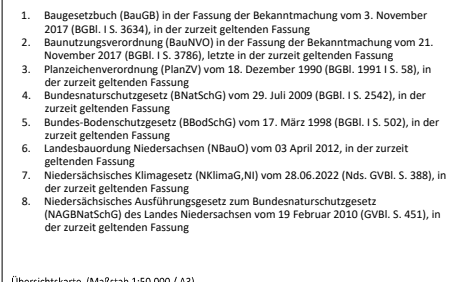 1. Baugesetzbuch (BauGB) in der Fassung der Bekanntmachung vom 3. November
2017 (BGBl. I S. 3634), in der zurzeit geltenden Fassung
2. Baunutzungsverordnung (BauNVO) in der Fassung der Bekanntmachung vom 21.
November 2017 (BGBl. I S. 3786), letzte in der zurzeit geltenden Fassung
3. Planzeichenverordnung (PlanZV) vom 18. Dezember 1990 (BGBl. 1991 I S. 58), in
der zurzeit geltenden Fassung
4. Bundesnaturschutzgesetz (BNatSchG) vom 29. Juli 2009 (BGBl. I S. 2542), in der
zurzeit geltenden Fassung
5. Bundes-Bodenschutzgesetz (BBodSchG) vom 17. März 1998 (BGBl. I S. 502), in der
zurzeit geltenden Fassung
6. Landesbauordung Niedersachsen (NBauO) vom 03 April 2012, in der zurzeit
geltenden Fassung
7. Niedersächsisches Klimagesetz (NKlimaG,NI) vom 28.06.2022 (Nds. GVBl. S. 388), in
der zurzeit geltenden Fassung
8. Niedersächsisches Ausführungsgesetz zum Bundesnaturschutzgesetz
(NAGBNatSchG) des Landes Niedersachsen vom 19 Februar 2010 (GVBl. S. 451), in
der zurzeit geltenden Fassung
Übersichtskarte (Maßstab 1:50.000 / A3)